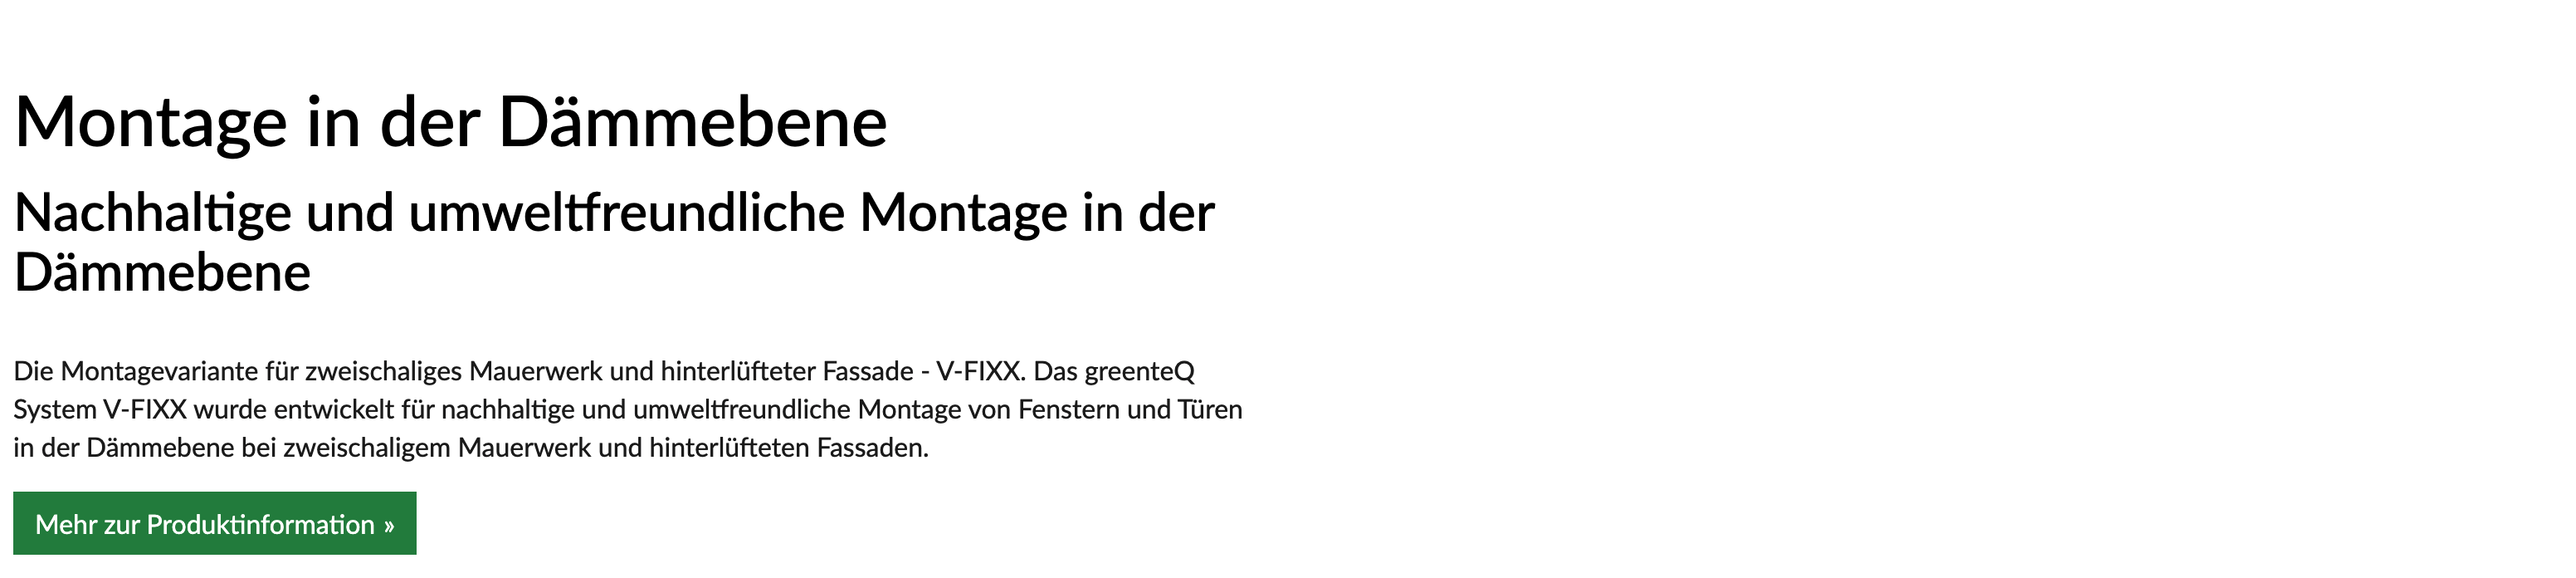 Montage in der Dämmebene
Nachhaltige und umweltfreundliche Montage in der
Dämmebene
Die Montagevariante für zweischaliges Mauerwerk und hinterlüfteter Fassade - V-FIXX. Das greenteQ
System V-FIXX wurde entwickelt für nachhaltige und umweltfreundliche Montage von Fenstern und Türen
in der Dämmebene bei zweischaligem Mauerwerk und hinterlüfteten Fassaden.
Mehr zur Produktinformation »